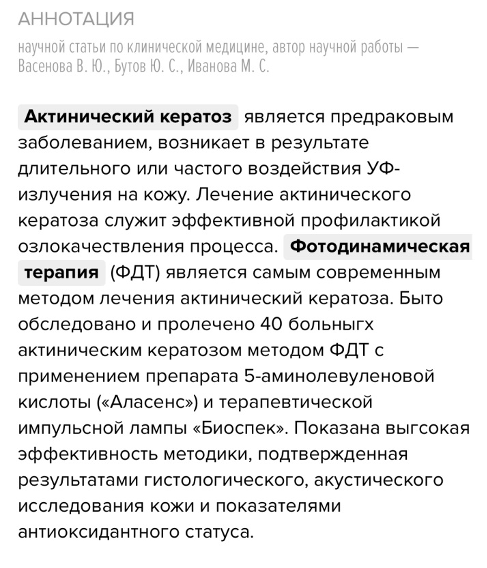 АННОТАЦИЯ
научной статьи по клинической медицине, автор научной работы —
Васенова В. Ю., Бутов Ю. С., Иванова М. С.
Актинический кератоз является предраковым
заболеванием, возникает в результате
длительного или частого воздействия УФ-
излучения на кожу. Лечение актинического
кератоза служит эффективной профилактикой
озлокачествления процесса. Фотодинамическая
терапия (ФДТ) является самым современным
методом лечения актинический кератоза. Быто
обследовано и пролечено 40 больныгх
актиническим кератозом методом ФДТ с
применением препарата 5-аминолевуленовой
кислоты («Аласенс») и терапевтической
импульсной лампы «Биоспек». Показана выгсокая
эффективность методики, подтвержденная
результатами гистологического, акустического
исследования кожи и показателями
антиоксидантного статуса.